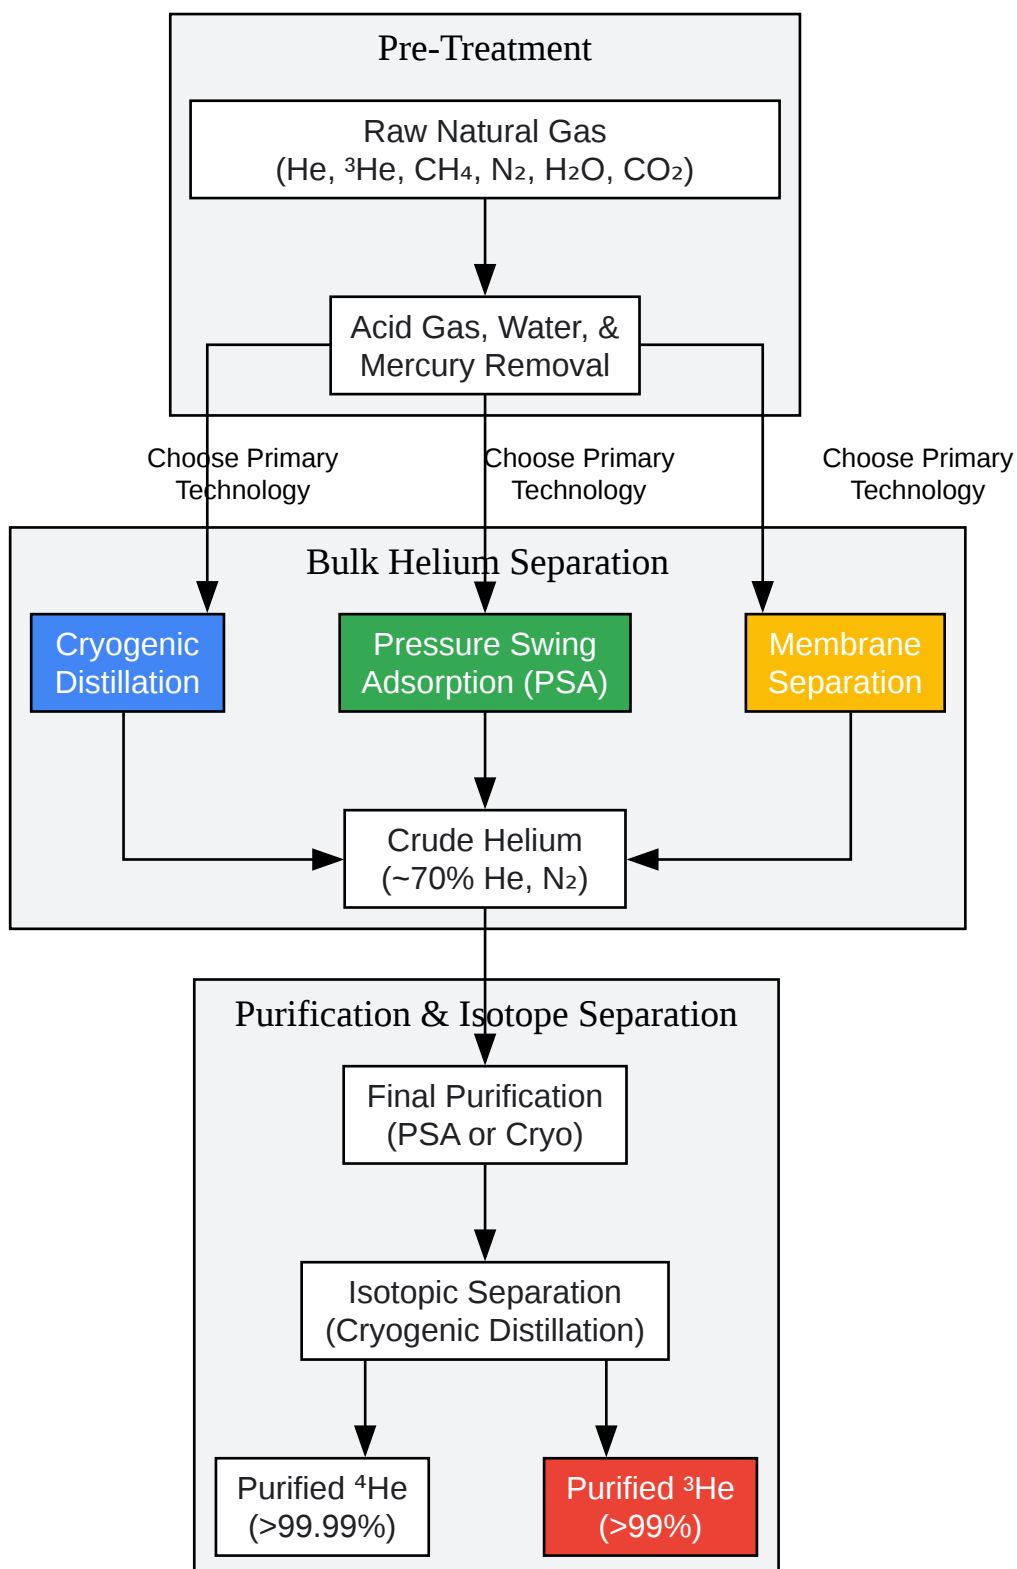 Pre-Treatment
Raw Natural Gas
(He, ³He, CH₄, N₂, H₂O, CO₂)
Acid Gas, Water, &
Mercury Removal
Choose Primary
Technology
Choose Primary
Technology
Choose Primary
Technology
Bulk Helium Separation
Cryogenic
Distillation
Pressure Swing
Adsorption (PSA)
Membrane
Separation
Crude Helium
(~70% He, N₂)
Purification & Isotope Separation
Final Purification
(PSA or Cryo)
Isotopic Separation
(Cryogenic Distillation)
Purified ⁴He
(>99.99%)
Purified ³He
(>99%)